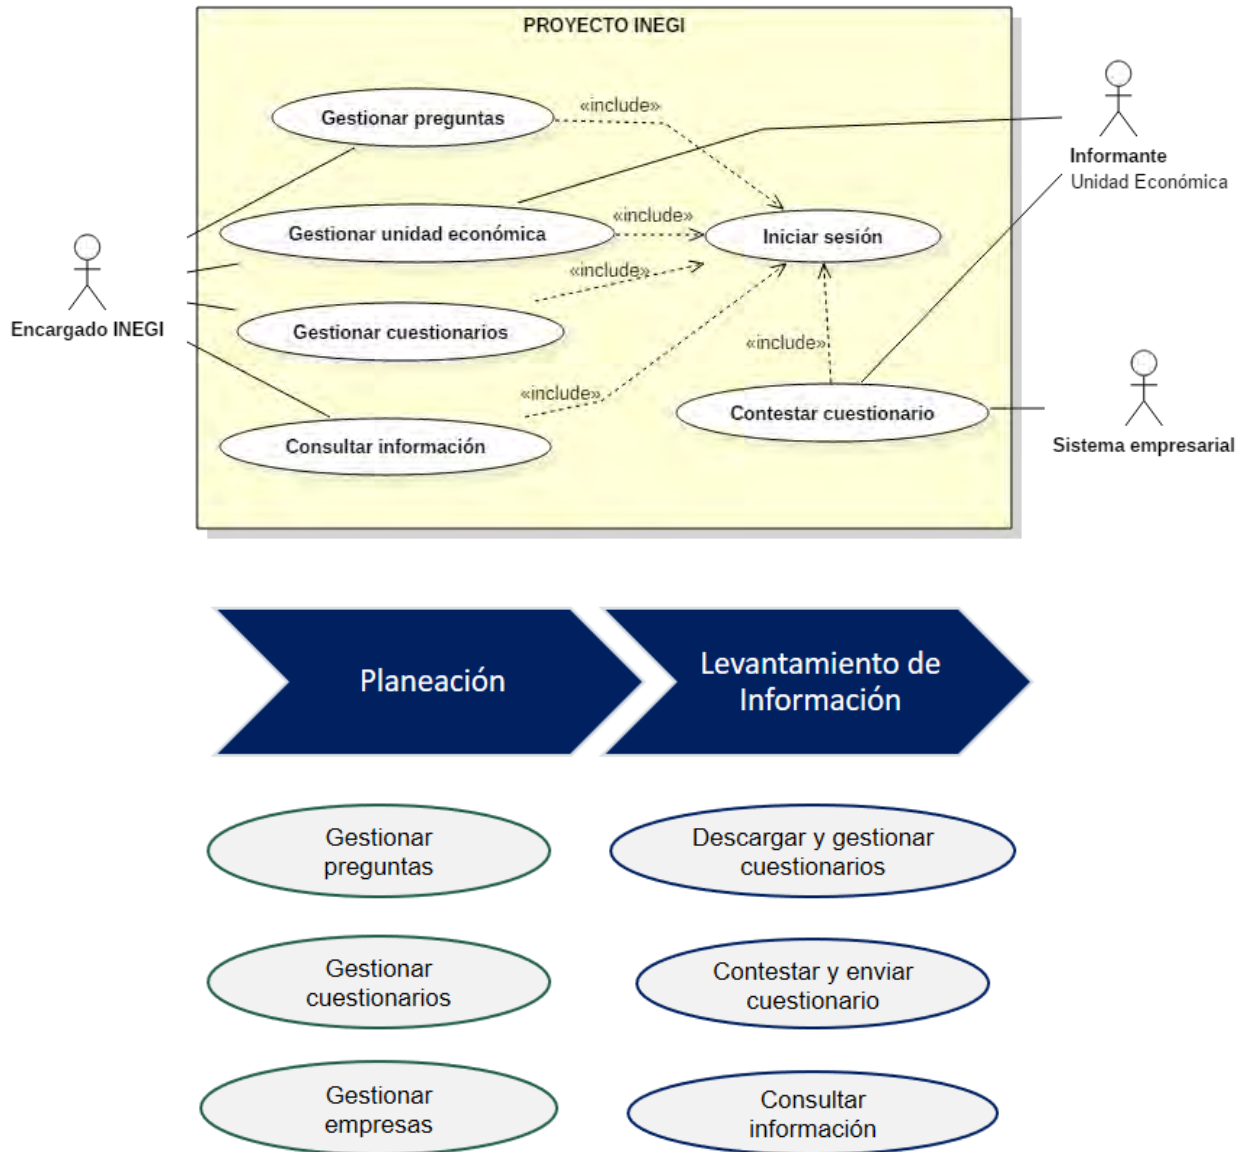 PROYECTO INEGI
Gestionar preguntas
«include»
Informante
Unidad Económica
Gestionar unidad económica
«include»
Iniciar sesión
«include»
Encargado INEGI
Gestionar cuestionarios
«include»
«include»
Contestar cuestionario
Consultar información
Sistema empresarial
Planeación
Levantamiento de
Información
Gestionar
preguntas
Descargar y gestionar
cuestionarios
Gestionar
cuestionarios
Contestar y enviar
cuestionario
Gestionar
empresas
Consultar
información